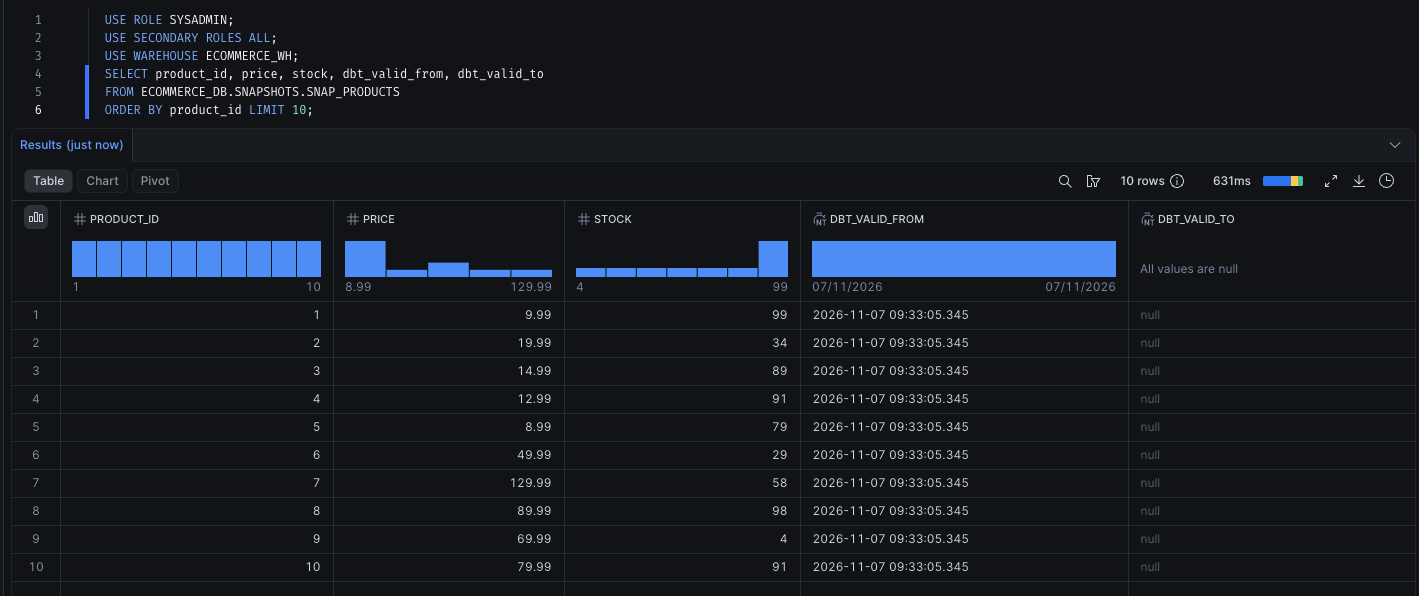 1 USE ROLE SYSADMIN;
2 USE SECONDARY ROLES ALL;
3 USE WAREHOUSE ECOMMERCE_WH;
4 SELECT product_id, price, stock, dbt_valid_from, dbt_valid_to
5 FROM ECOMMERCE_DB.SNAPSHOTS.SNAP_PRODUCTS
6 ORDER BY product_id LIMIT 10;
Results (just now)
Table Chart Pivot 10 rows 631ms
PRODUCT_ID PRICE STOCK NT DBT_VALID_FROM NT DBT_VALID_TO
All values are null
1 10 8.99 129.99 4 99 07/11/2026 07/11/2026
1 1 9.99 99 2026-11-07 09:33:05.345 null
2 2 19.99 34 2026-11-07 09:33:05.345 null
3 3 14.99 89 2026-11-07 09:33:05.345 null
4 4 12.99 91 2026-11-07 09:33:05.345 null
5 5 8.99 79 2026-11-07 09:33:05.345 null
6 6 49.99 29 2026-11-07 09:33:05.345 null
7 7 129.99 58 2026-11-07 09:33:05.345 null
8 8 89.99 98 2026-11-07 09:33:05.345 null
9 9 69.99 4 2026-11-07 09:33:05.345 null
10 10 79.99 91 2026-11-07 09:33:05.345 null